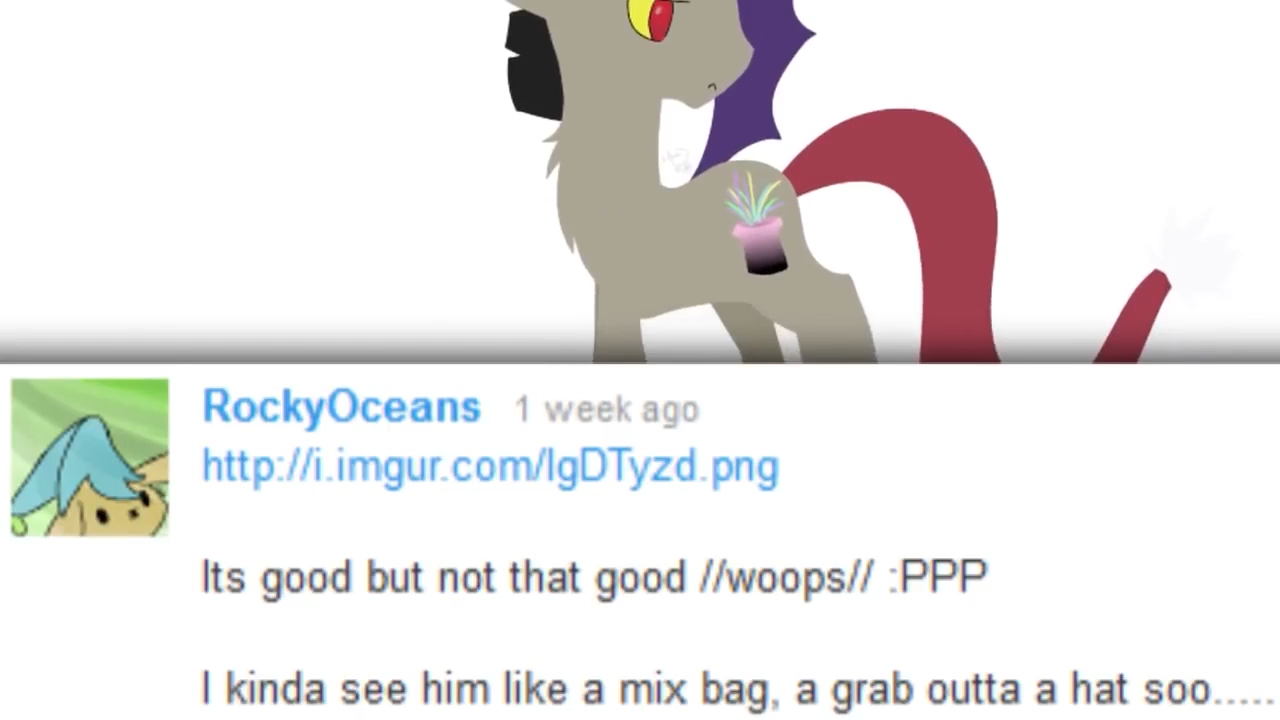 RockyOceans 1 week ago
http://i.imgur.com/lgDTyzd.png
Its good but not that good //woops// :PPP
I kinda see him like a mix bag, a grab outta a hat soo.....